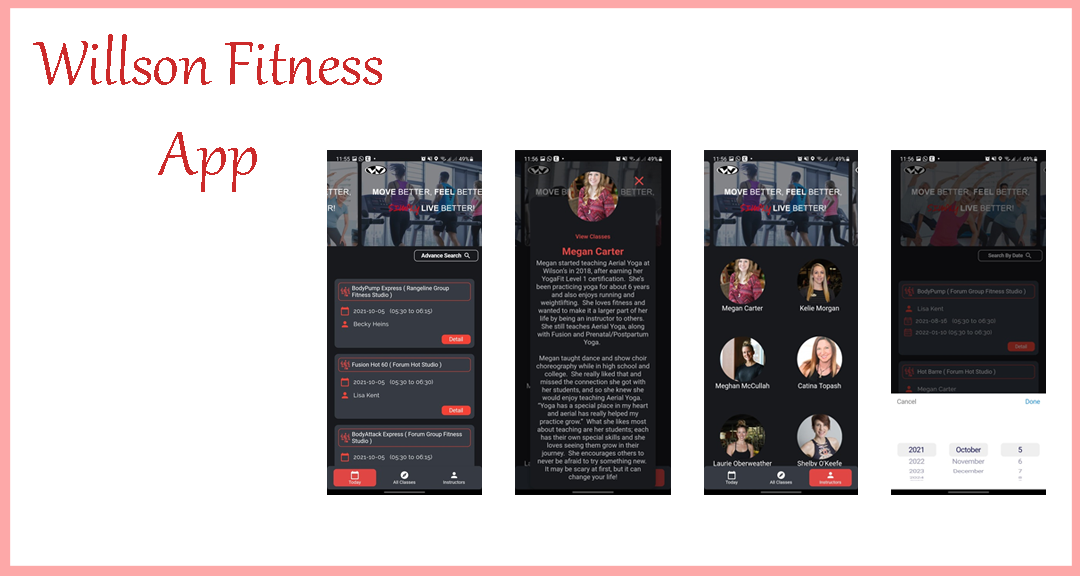 Willson Fitness
App
11:55
49%
TTER,
R!
MOVE BETTER, FEEL BETTER
LIVE BETTER!
Advance Search
BodyPump Express ( Rangeline Group
Fitness Studio )
2021-10-05 (05:30 to 06:15)
Becky Heins
Detail
Fusion Hot 60 ( Forum Hot Studio )
2021-10-05 (05:30 to 06:30)
Lisa Kent
Detail
BodyAttack Express ( Forum Group Fitness
Studio )
2021-10-05 (05:30 to 06:15)
Today
All Classes
Instructors
11:56
49%
MOVE BE
ETTER,
View Classes
Megan Carter
Megan started teaching Aerial Yoga at
Wilson's in 2018, after earning her
YogaFit Level 1 certification. She's
been practicing yoga for about 6 years
and also enjoys running and
weightlifting. She loves fitness and
wanted to make it a larger part of her
life by being an instructor to others.
She still teaches Aerial Yoga, along
with Fusion and Prenatal/Postpartum
Yoga.
Megan taught dance and show choir
choreography while in high school and
college. She really liked that and
missed the connection she got with
her students, and so she knew she
would enjoy teaching Aerial Yoga.
"Yoga has a special place in my heart
and aerial has really helped my
practice grow." What she likes most
about teaching are her students; each
has their own special skills and she
loves seeing them grow in their
journey. She encourages others to
never be afraid to try something new.
It may be scary at first, but it can
change your life!
11:56
49%
MOVE BETTER, FEEL BETTER
LIVE BETTER!
Megan Carter
Kelie Morgan
Meghan McCullah
Catina Topash
Laurie Oberweather
Shelby O'Keefe
Today
All Classes
Instructors
11:56
49%
MOVE BETTER, FEEL BETTER
LIVE BETTER!
Search By Date
BodyPump ( Forum Group Fitness Studio )
Lisa Kent
2021-08-16 (05:30 to 06:30)
2022-01-10 (05:30 to 06:30)
Detail
Hot Barre ( Forum Hot Studio )
Megan Carter
Cancel
Done
2021 October 5
2022 November 6
2023 December 7